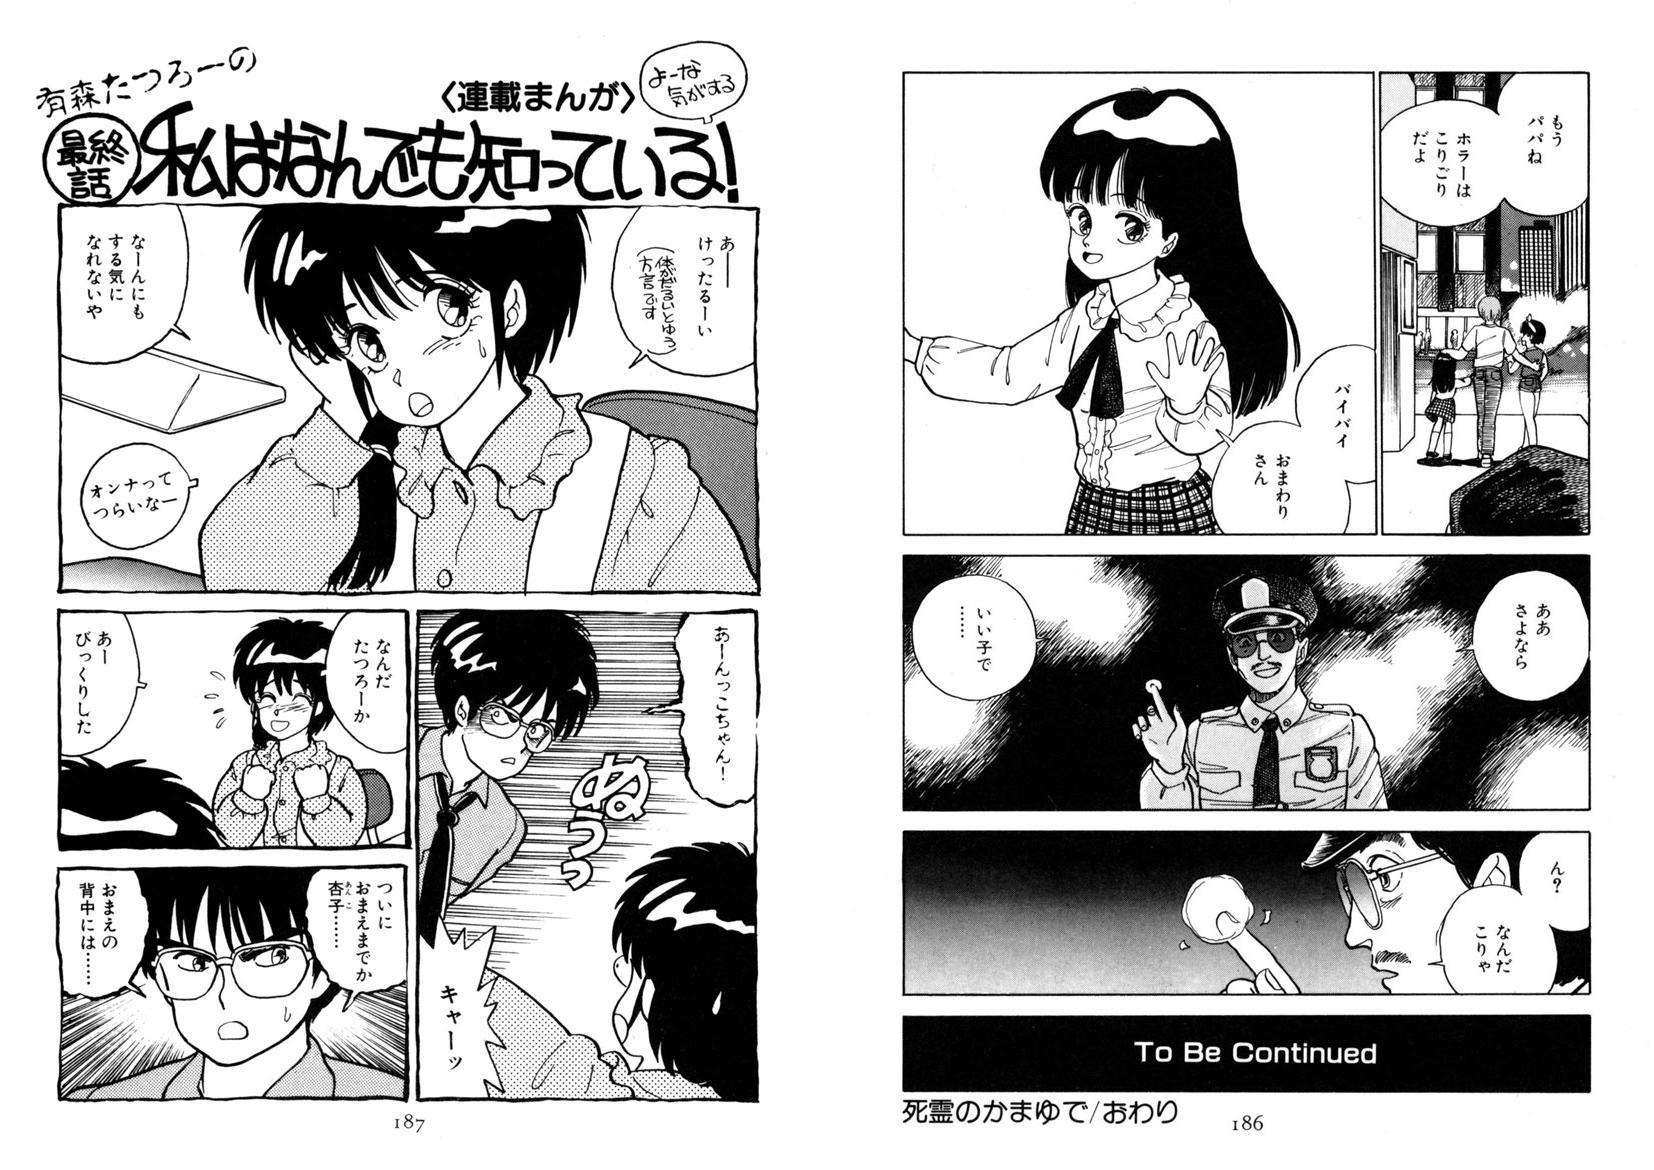 もう
パパね
ホラーは
こりごり
だよ
バイバイ
おまわり
さん
ああ
さよなら
いい子で
……
ん?
なんだ
こりゃ
To Be Continued
死霊のかまゆで/おわり
186
有森たつろーの
〈連載まんが〉
よーな
気がする
最終
話
私はなんでも知っている!
あー
けったるーい
(体がだるいとゆう
方言です)
なーんにも
する気に
なれないや
オンナって
つらいなー
あーんっこちゃん!
ぬうっ
キャーッ
なんだ
たつろーか
あー
びっくりした
ついに
おまえまでか
杏子……
あんこ
おまえの
背中には……
187